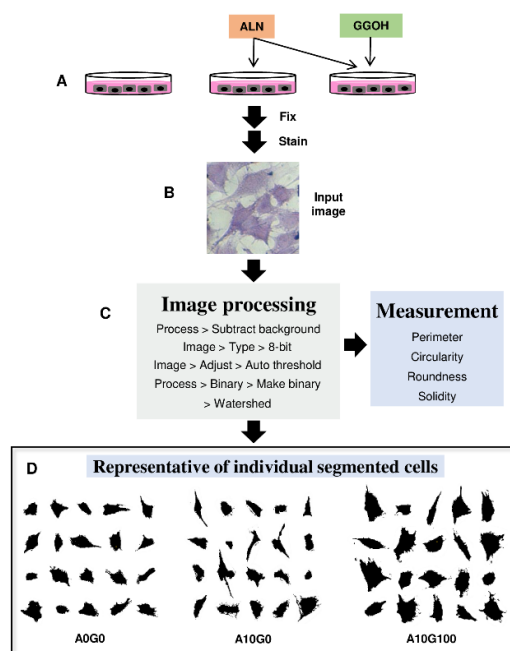 ALN
GGOH
A
Fix
Stain
B
Input
image
C
Image processing
Process > Subtract background
Image > Type > 8-bit
Image > Adjust > Auto threshold
Process > Binary > Make binary
> Watershed
Measurement
Perimeter
Circularity
Roundness
Solidity
D
Representative of individual segmented cells
A0G0
A10G0
A10G100